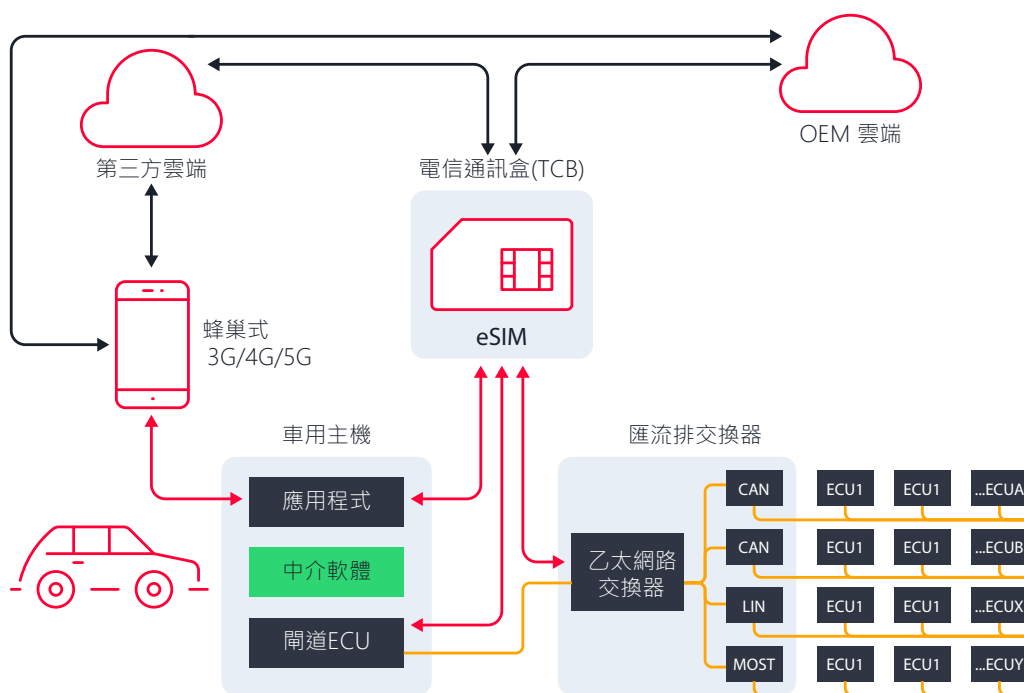 OEM 雲端
第三方雲端
電信通訊盒(TCB)
eSIM
蜂巢式
3G/4G/5G
車用主機
應用程式
中介軟體
閘道ECU
匯流排交換器
乙太網路
交換器
CAN ECU1 ECU1 ...ECUA
CAN ECU1 ECU1 ...ECUB
LIN ECU1 ECU1 ...ECUX
MOST ECU1 ECU1 ...ECUY